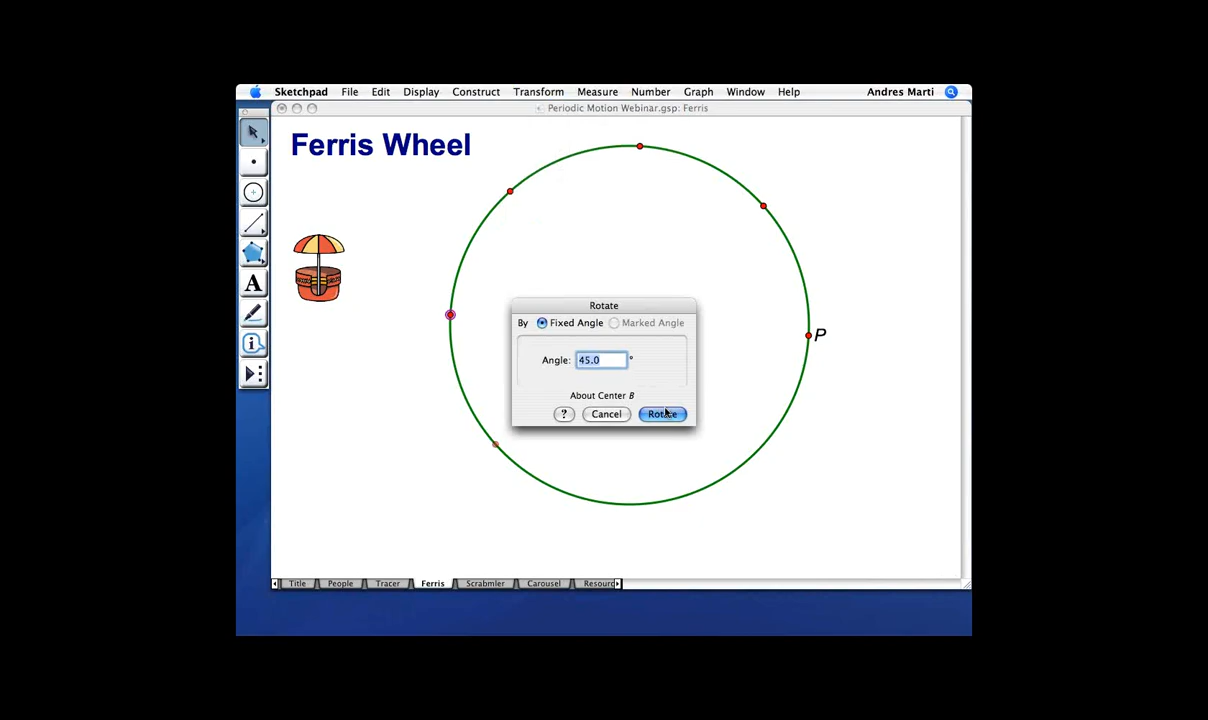 Sketchpad File Edit Display Construct Transform Measure Number Graph Window Help Andres Marti
Periodic Motion Webinar.gsp: Ferris
Ferris Wheel
A
P
Rotate
By Fixed Angle Marked Angle
Angle: 45.0 °
About Center B
? Cancel Rotate
Title People Tracer Ferris Scrabmler Carousel Resourc